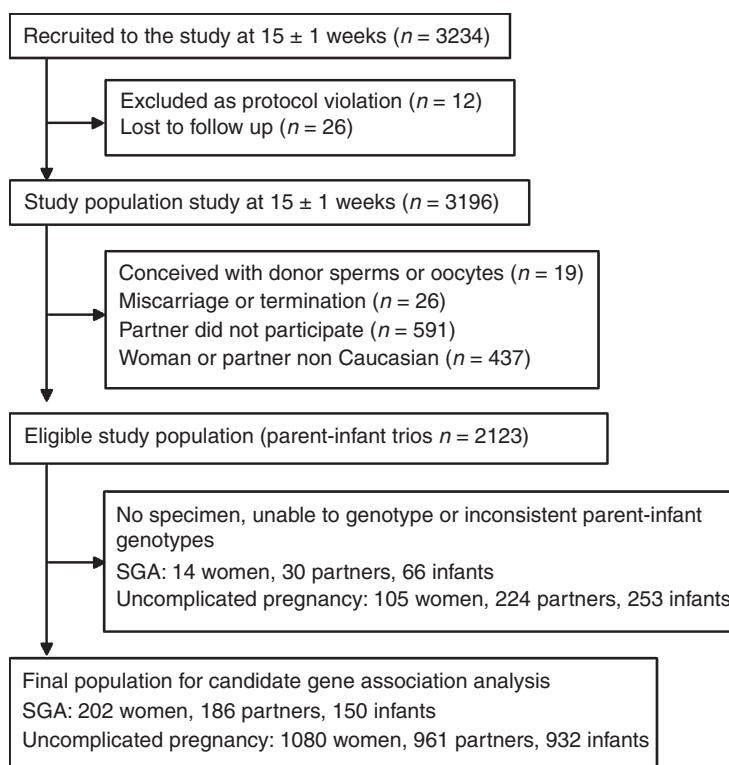 Recruited to the study at 15 ± 1 weeks (n = 3234)
Excluded as protocol violation (n = 12)
Lost to follow up (n = 26)
Study population study at 15 ± 1 weeks (n = 3196)
Conceived with donor sperms or oocytes (n = 19)
Miscarriage or termination (n = 26)
Partner did not participate (n = 591)
Woman or partner non Caucasian (n = 437)
Eligible study population (parent-infant trios n = 2123)
No specimen, unable to genotype or inconsistent parent-infant
genotypes
SGA: 14 women, 30 partners, 66 infants
Uncomplicated pregnancy: 105 women, 224 partners, 253 infants
Final population for candidate gene association analysis
SGA: 202 women, 186 partners, 150 infants
Uncomplicated pregnancy: 1080 women, 961 partners, 932 infants